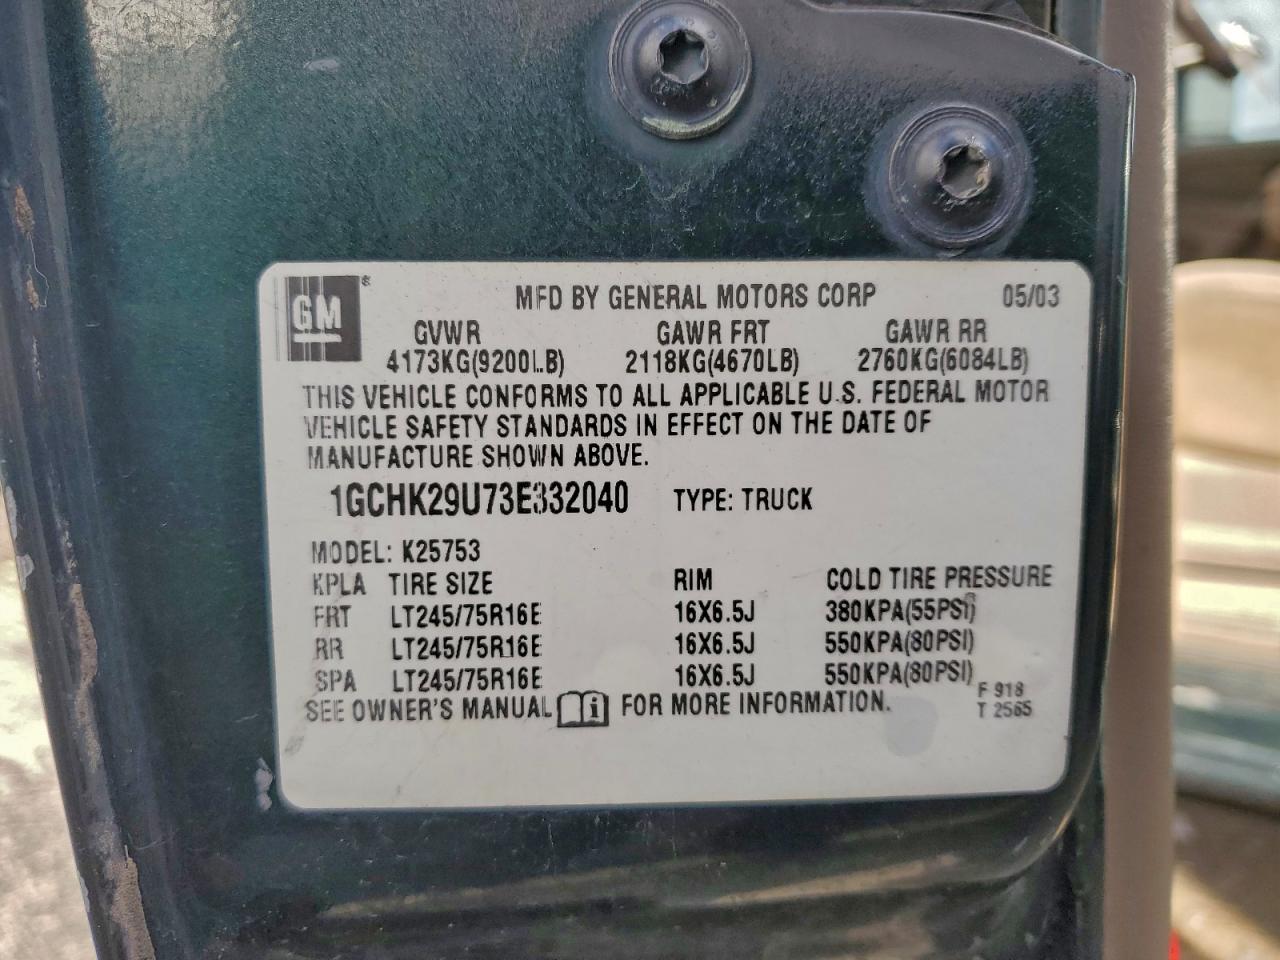 GM ®
MFD BY GENERAL MOTORS CORP 05/03
GVWR GAWR FRT GAWR RR
4173KG(9200LB) 2118KG(4670LB) 2760KG(6084LB)
THIS VEHICLE CONFORMS TO ALL APPLICABLE U.S. FEDERAL MOTOR
VEHICLE SAFETY STANDARDS IN EFFECT ON THE DATE OF
MANUFACTURE SHOWN ABOVE.
1GCHK29U73E332040 TYPE: TRUCK
MODEL: K25753
KPLA TIRE SIZE RIM COLD TIRE PRESSURE
FRT LT245/75R16E 16X6.5J 380KPA(55PSI)
RR LT245/75R16E 16X6.5J 550KPA(80PSI)
SPA LT245/75R16E 16X6.5J 550KPA(80PSI)
SEE OWNER'S MANUAL i FOR MORE INFORMATION.
F 918
T 2565